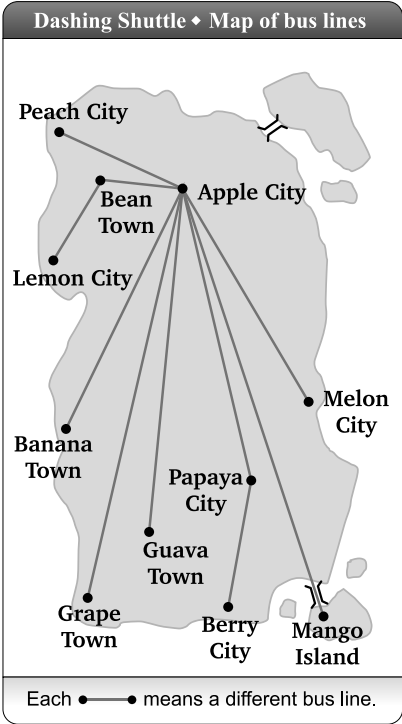 Dashing Shuttle ◆ Map of bus lines
Peach City
Apple City
Bean
Town
Lemon City
Melon
City
Banana
Town
Papaya
City
Guava
Town
Grape
Town
Berry
City
Mango
Island
Each ●—● means a different bus line.